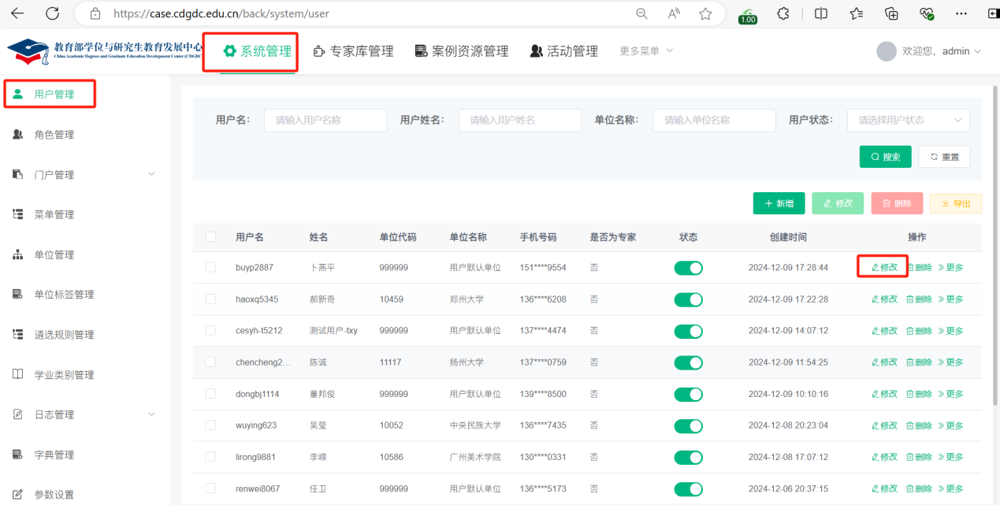 https://case.cdgdc.edu.cn/back/system/user
1.00
教育部学位与研究生教育发展中心
China Academic Degrees and Graduate Education Development Center (CDGDC
系统管理 专家库管理 案例资源管理 活动管理 更多菜单 欢迎您，admin
用户管理
角色管理
门户管理
菜单管理
单位管理
单位标签管理
遴选规则管理
学业类别管理
日志管理
字典管理
参数设置
用户名： 请输入用户名称 用户姓名： 请输入用户姓名 单位名称： 请输入单位名称 用户状态： 请选择用户状态
搜索 重置
新增 修改 删除 导出
用户名 姓名 单位代码 单位名称 手机号码 是否为专家 状态 创建时间 操作
buyp2887 卜燕平 999999 用户默认单位 151****9554 否 2024-12-09 17:28:44 修改 删除 更多
haoxq5345 郝新奇 10459 郑州大学 136****6208 否 2024-12-09 17:22:28 修改 删除 更多
cesyh-t5212 测试用户-txy 999999 用户默认单位 137****4474 否 2024-12-09 14:07:12 修改 删除 更多
chencheng2... 陈诚 11117 扬州大学 137****0759 否 2024-12-09 11:54:25 修改 删除 更多
dongbj1114 董邦俊 999999 用户默认单位 139****8500 否 2024-12-09 10:10:16 修改 删除 更多
wuying623 吴莹 10052 中央民族大学 136****7435 否 2024-12-08 20:23:04 修改 删除 更多
lirong9881 李嵘 10586 广州美术学院 130****0331 否 2024-12-08 17:07:12 修改 删除 更多
renwei8067 任卫 999999 用户默认单位 136****5173 否 2024-12-06 20:37:15 修改 删除 更多